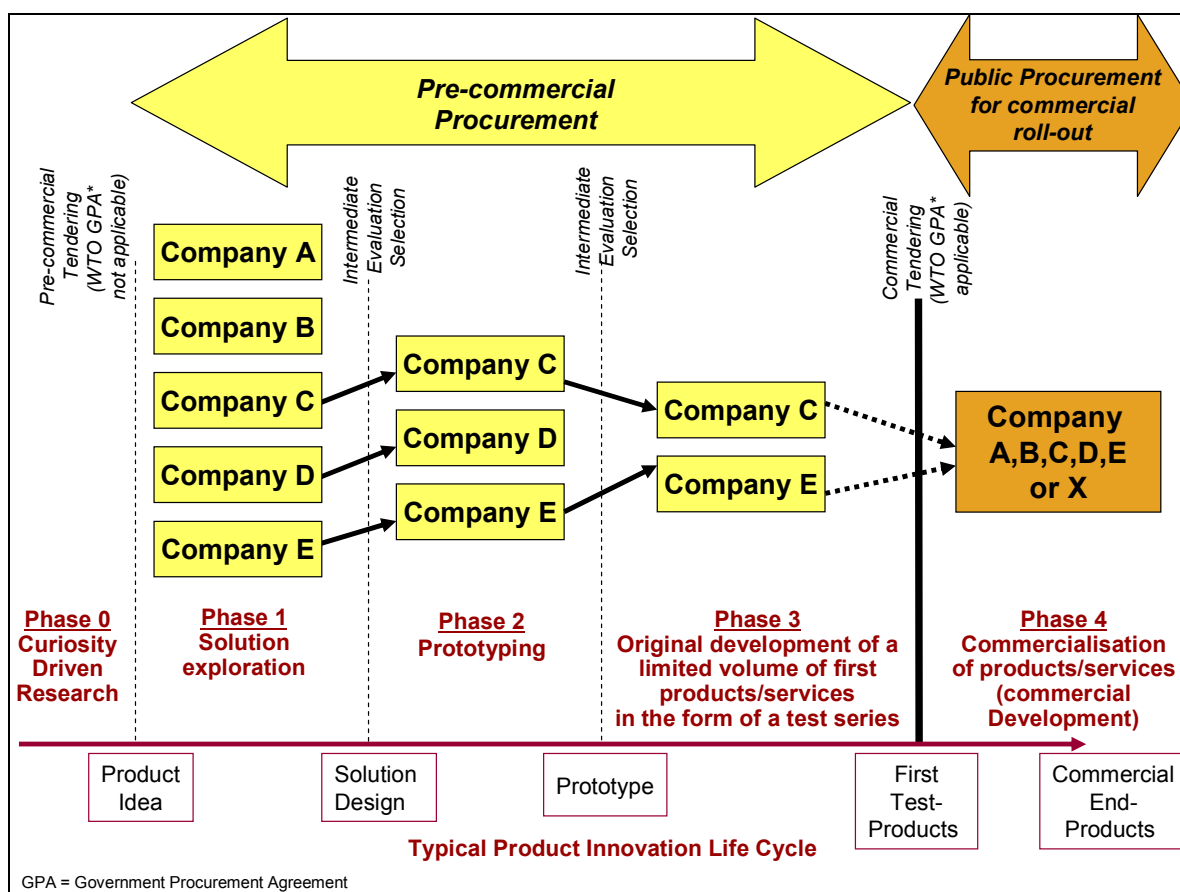 Pre-commercial
Procurement
Public Procurement
for commercial
roll-out
Pre-commercial
Tendering
(WTO GPA*
not applicable)
Intermediate
Evaluation
Selection
Intermediate
Evaluation
Selection
Commercial
Tendering
(WTO GPA*
applicable)
Company A
Company B
Company C
Company D
Company E
Company C
Company D
Company E
Company C
Company E
Company
A,B,C,D,E
or X
Phase 0
Curiosity
Driven
Research
Phase 1
Solution
exploration
Phase 2
Prototyping
Phase 3
Original development of a
limited volume of first
products/services
in the form of a test series
Phase 4
Commercialisation
of products/services
(commercial
Development)
Product
Idea
Solution
Design
Prototype
First
Test-
Products
Commercial
End-
Products
Typical Product Innovation Life Cycle
GPA = Government Procurement Agreement